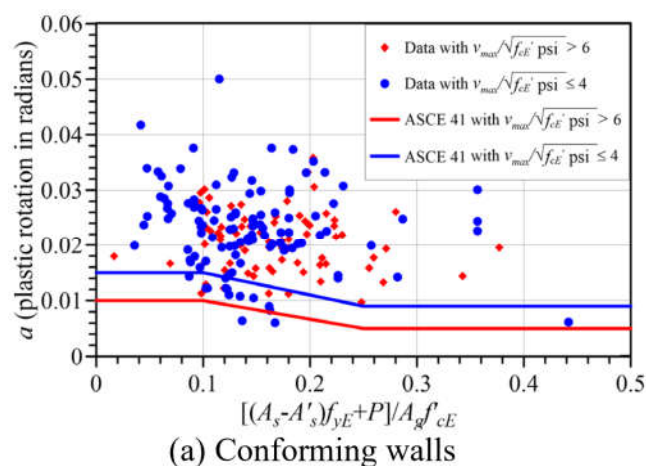 0.06
0.05
0.04
0.03
0.02
0.01
0
a (plastic rotation in radians)
Data with v_max/√f_cE' psi > 6
Data with v_max/√f_cE' psi ≤ 4
ASCE 41 with v_max/√f_cE' psi > 6
ASCE 41 with v_max/√f_cE' psi ≤ 4
0 0.1 0.2 0.3 0.4 0.5
[(A_s-A'_s)f_yE+P]/A_g f'_cE
(a) Conforming walls